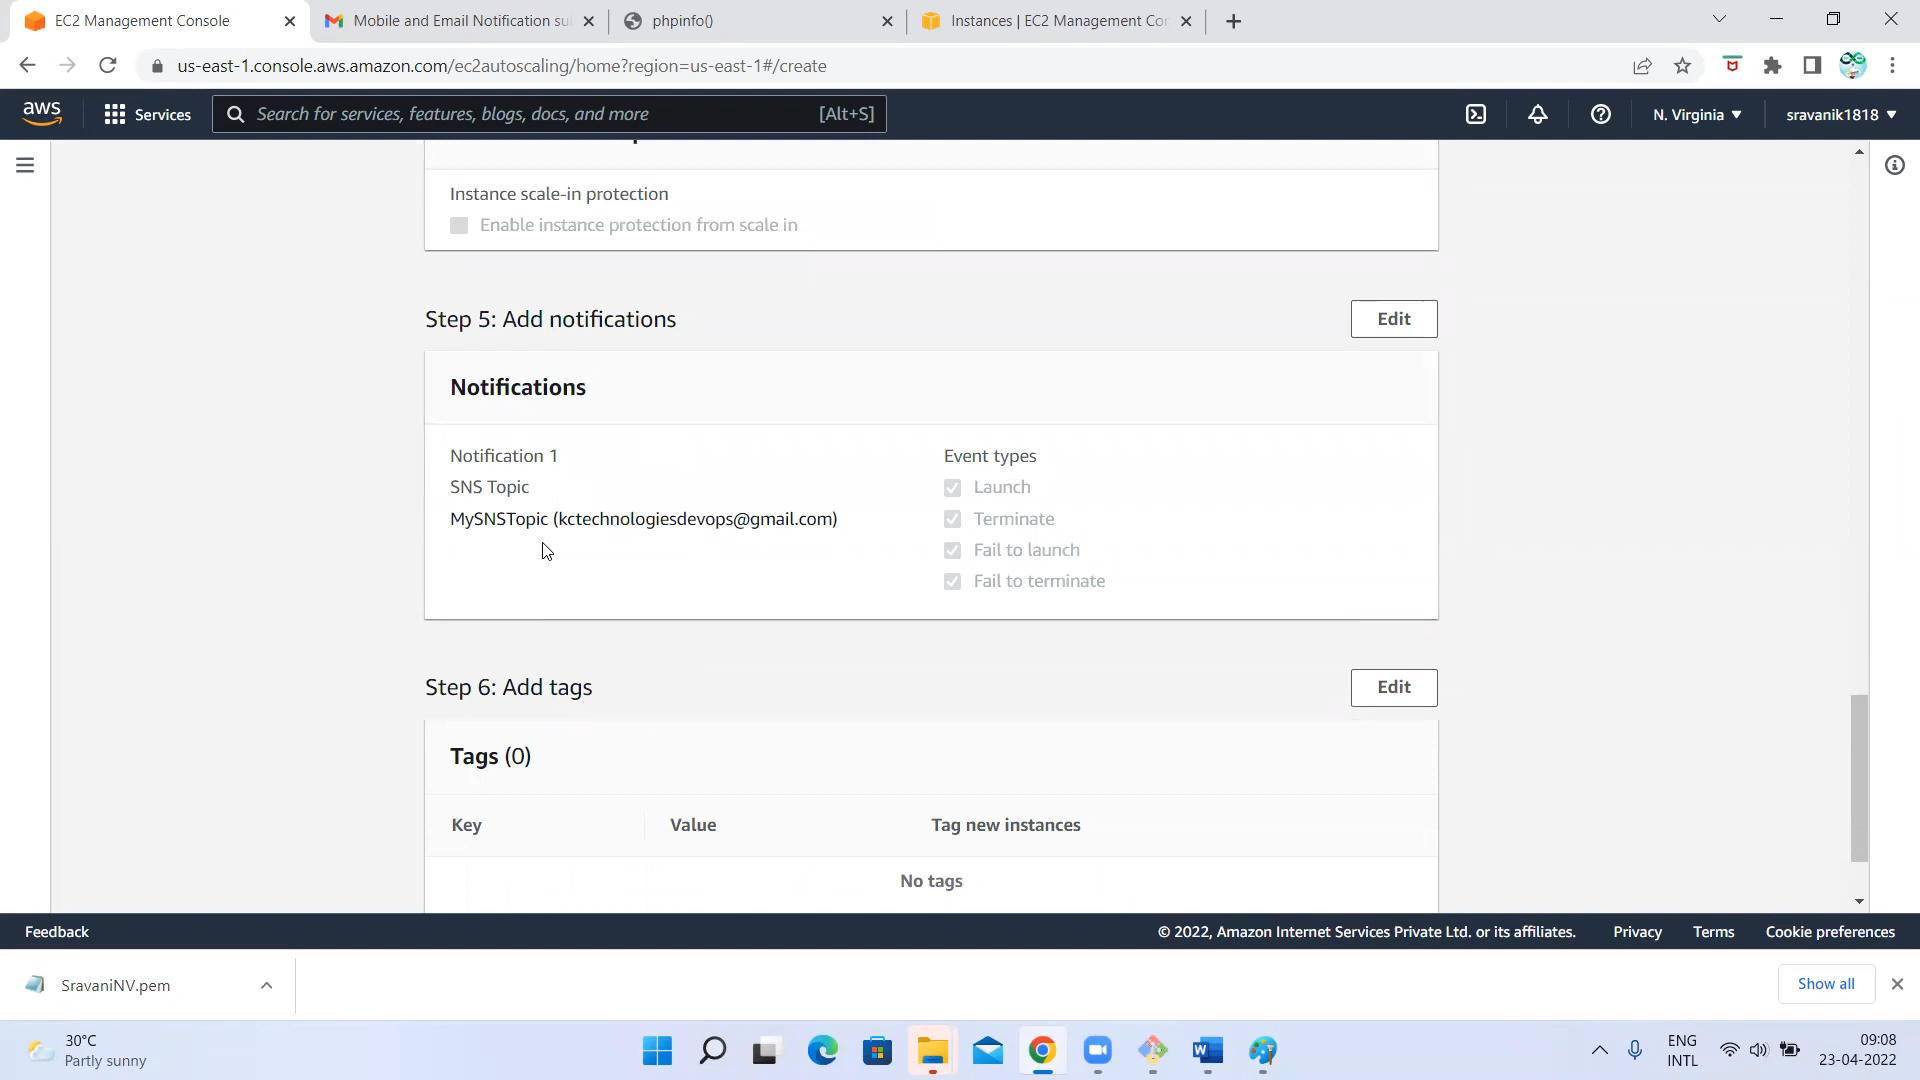 EC2 Management Console
Mobile and Email Notification su
phpinfo()
Instances | EC2 Management Con
us-east-1.console.aws.amazon.com/ec2autoscaling/home?region=us-east-1#/create
aws
Services
Search for services, features, blogs, docs, and more
[Alt+S]
N. Virginia
sravanik1818
Instance scale-in protection
Enable instance protection from scale in
Step 5: Add notifications
Edit
Notifications
Notification 1
SNS Topic
MySNSTopic (kctechnologiesdevops@gmail.com)
Event types
Launch
Terminate
Fail to launch
Fail to terminate
Step 6: Add tags
Edit
Tags (0)
Key
Value
Tag new instances
No tags
Feedback
© 2022, Amazon Internet Services Private Ltd. or its affiliates.
Privacy
Terms
Cookie preferences
SravaniNV.pem
Show all
30°C
Partly sunny
ENG
INTL
09:08
23-04-2022